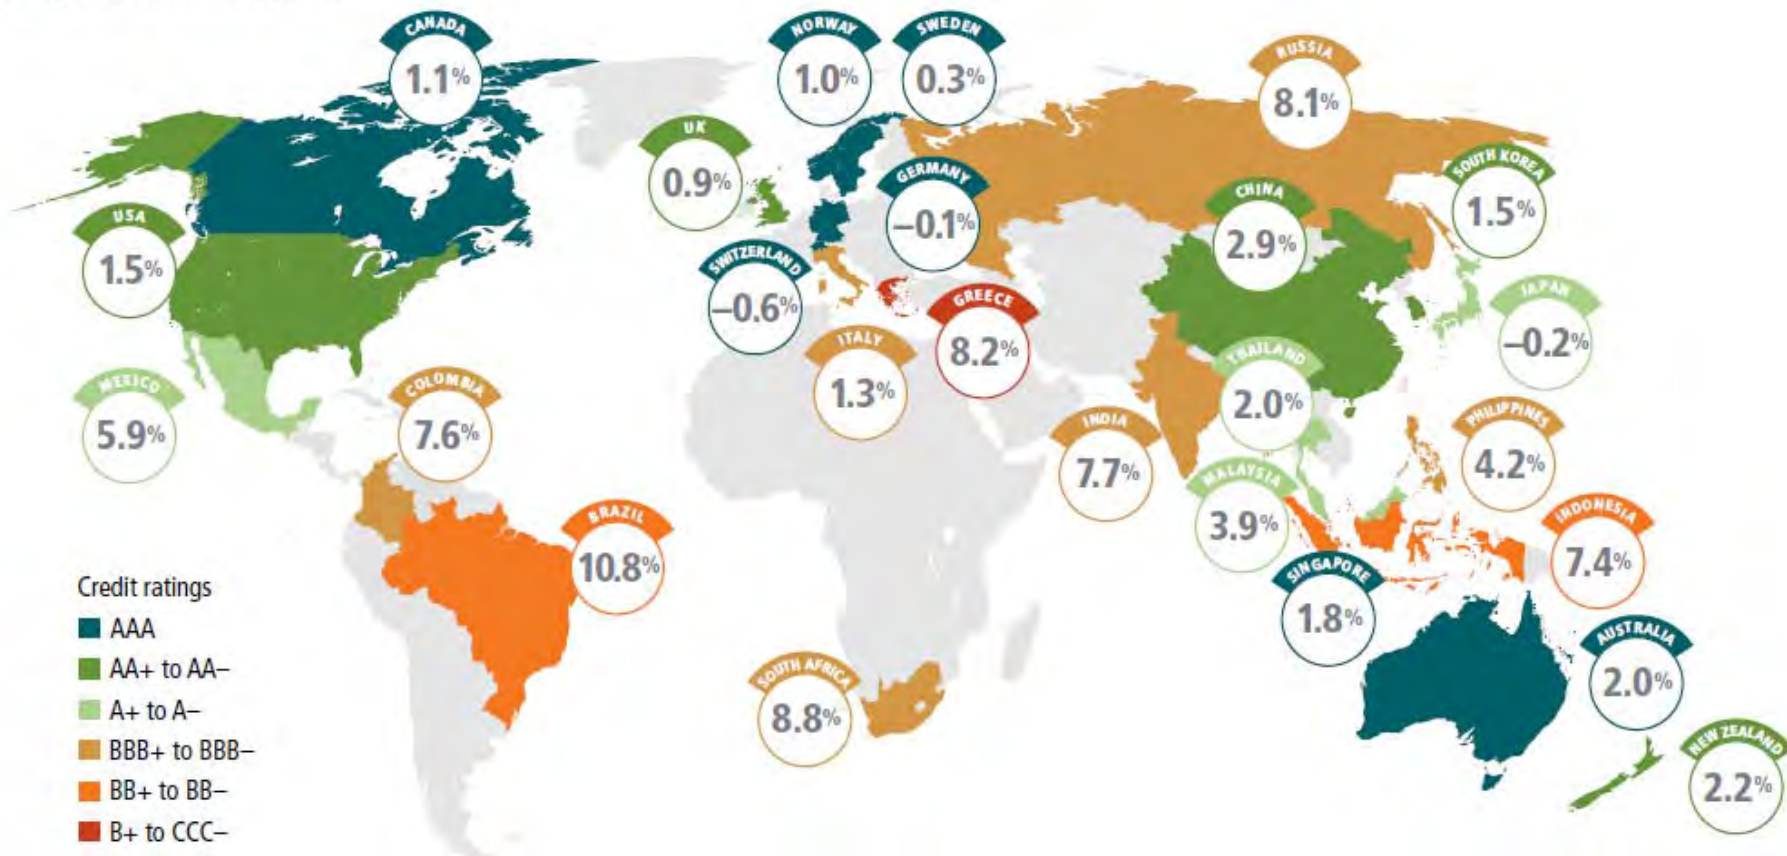 CANADA
1.1%
NORWAY
1.0%
SWEDEN
0.3%
RUSSIA
8.1%
UK
0.9%
GERMANY
–0.1%
CHINA
2.9%
SOUTH KOREA
1.5%
USA
1.5%
SWITZERLAND
–0.6%
GREECE
8.2%
JAPAN
–0.2%
ITALY
1.3%
THAILAND
2.0%
MEXICO
5.9%
COLOMBIA
7.6%
INDIA
7.7%
PHILIPPINES
4.2%
MALAYSIA
3.9%
BRAZIL
10.8%
INDONESIA
7.4%
SINGAPORE
1.8%
AUSTRALIA
2.0%
SOUTH AFRICA
8.8%
NEW ZEALAND
2.2%
Credit ratings
AAA
AA+ to AA–
A+ to A–
BBB+ to BBB–
BB+ to BB–
B+ to CCC–